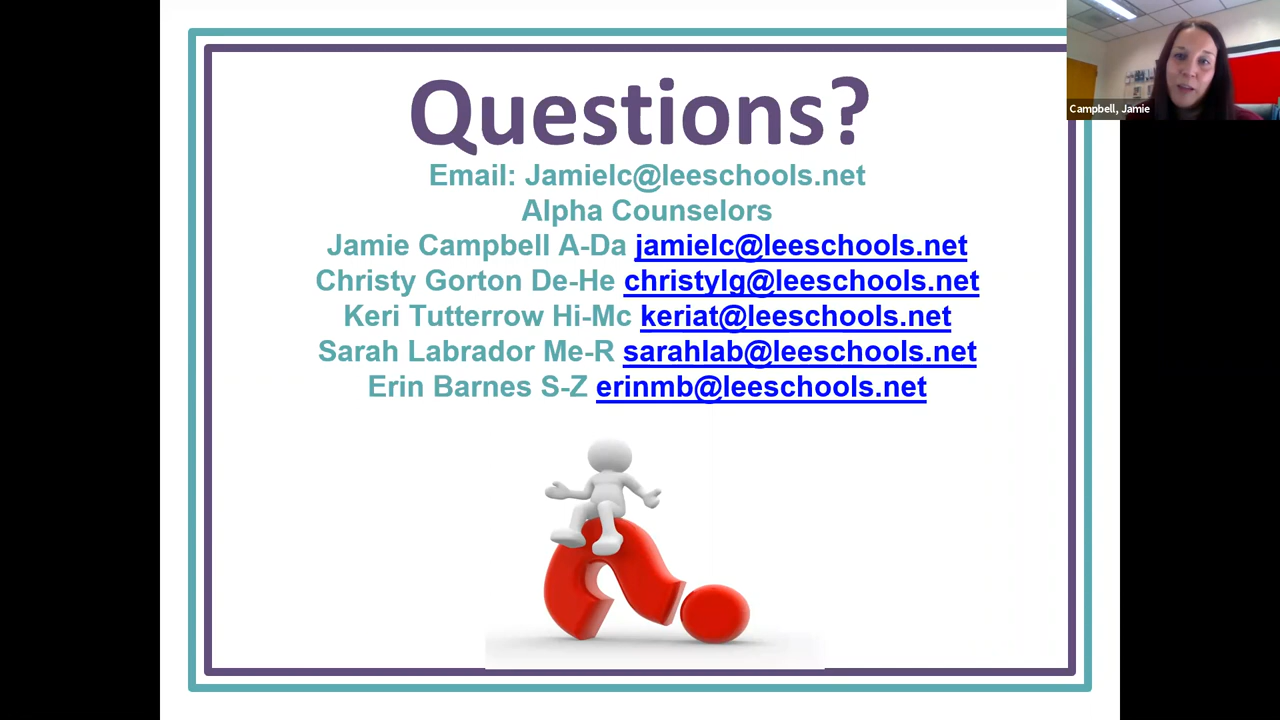 Questions?
Email: Jamielc@leeschools.net
Alpha Counselors
Jamie Campbell A-Da jamielc@leeschools.net
Christy Gorton De-He christylg@leeschools.net
Keri Tutterrow Hi-Mc keriat@leeschools.net
Sarah Labrador Me-R sarahlab@leeschools.net
Erin Barnes S-Z erinmb@leeschools.net
Campbell, Jamie